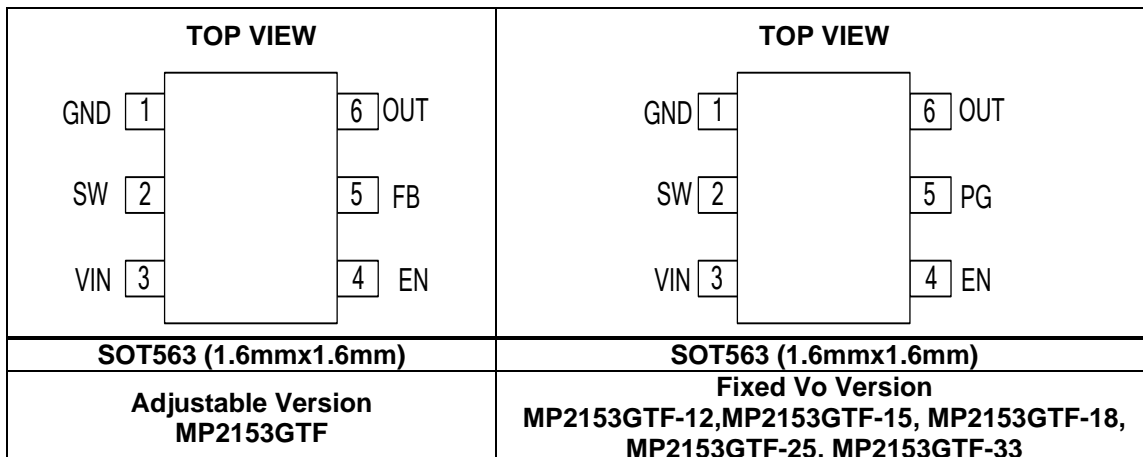 TOP VIEW
GND 1 6 OUT
SW 2 5 FB
VIN 3 4 EN
SOT563 (1.6mmx1.6mm)
Adjustable Version
MP2153GTF
TOP VIEW
GND 1 6 OUT
SW 2 5 PG
VIN 3 4 EN
SOT563 (1.6mmx1.6mm)
Fixed Vo Version
MP2153GTF-12,MP2153GTF-15, MP2153GTF-18,
MP2153GTF-25, MP2153GTF-33